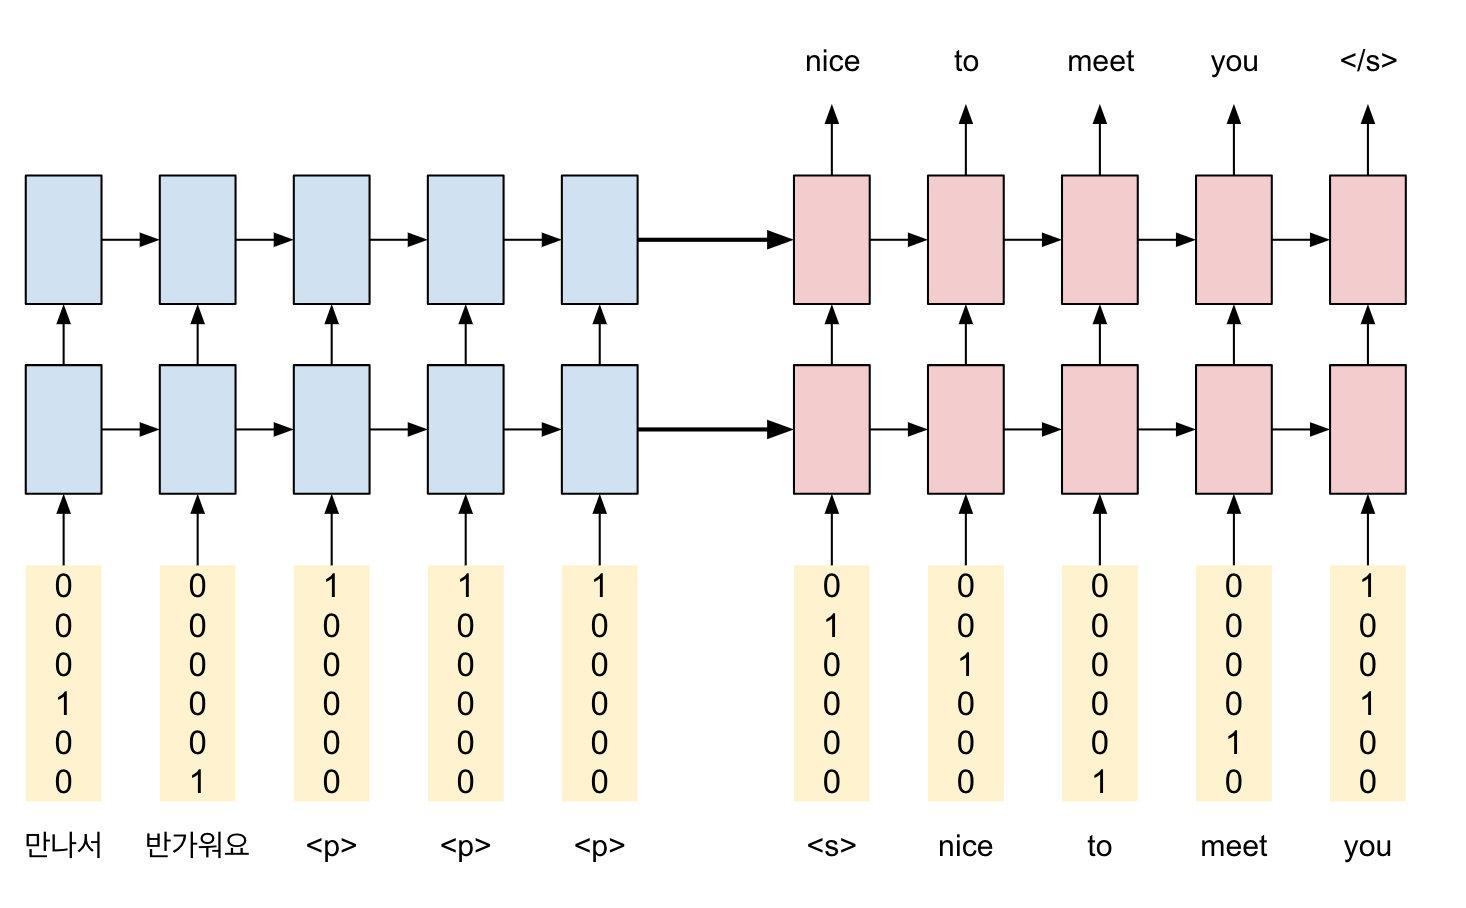 nice to meet you </s>
0 0 1 1 1 0 0 0 0 1
0 0 0 0 0 1 0 0 0 0
0 0 0 0 0 0 1 0 0 0
1 0 0 0 0 0 0 0 0 1
0 0 0 0 0 0 0 0 1 0
0 1 0 0 0 0 0 1 0 0
만나서 반가워요 <p> <p> <p> <s> nice to meet you